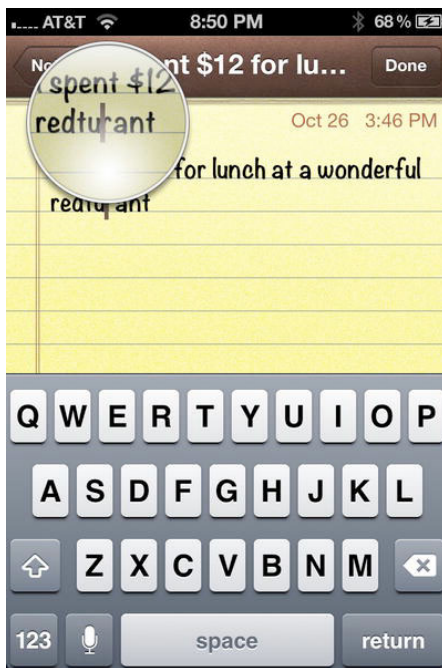 AT&T 8:50 PM 68%
No nt $12 for lu... Done
spent $12
redturant
Oct 26 3:46 PM
for lunch at a wonderful
redturant
Q W E R T Y U I O P
A S D F G H J K L
Z X C V B N M
123 space return